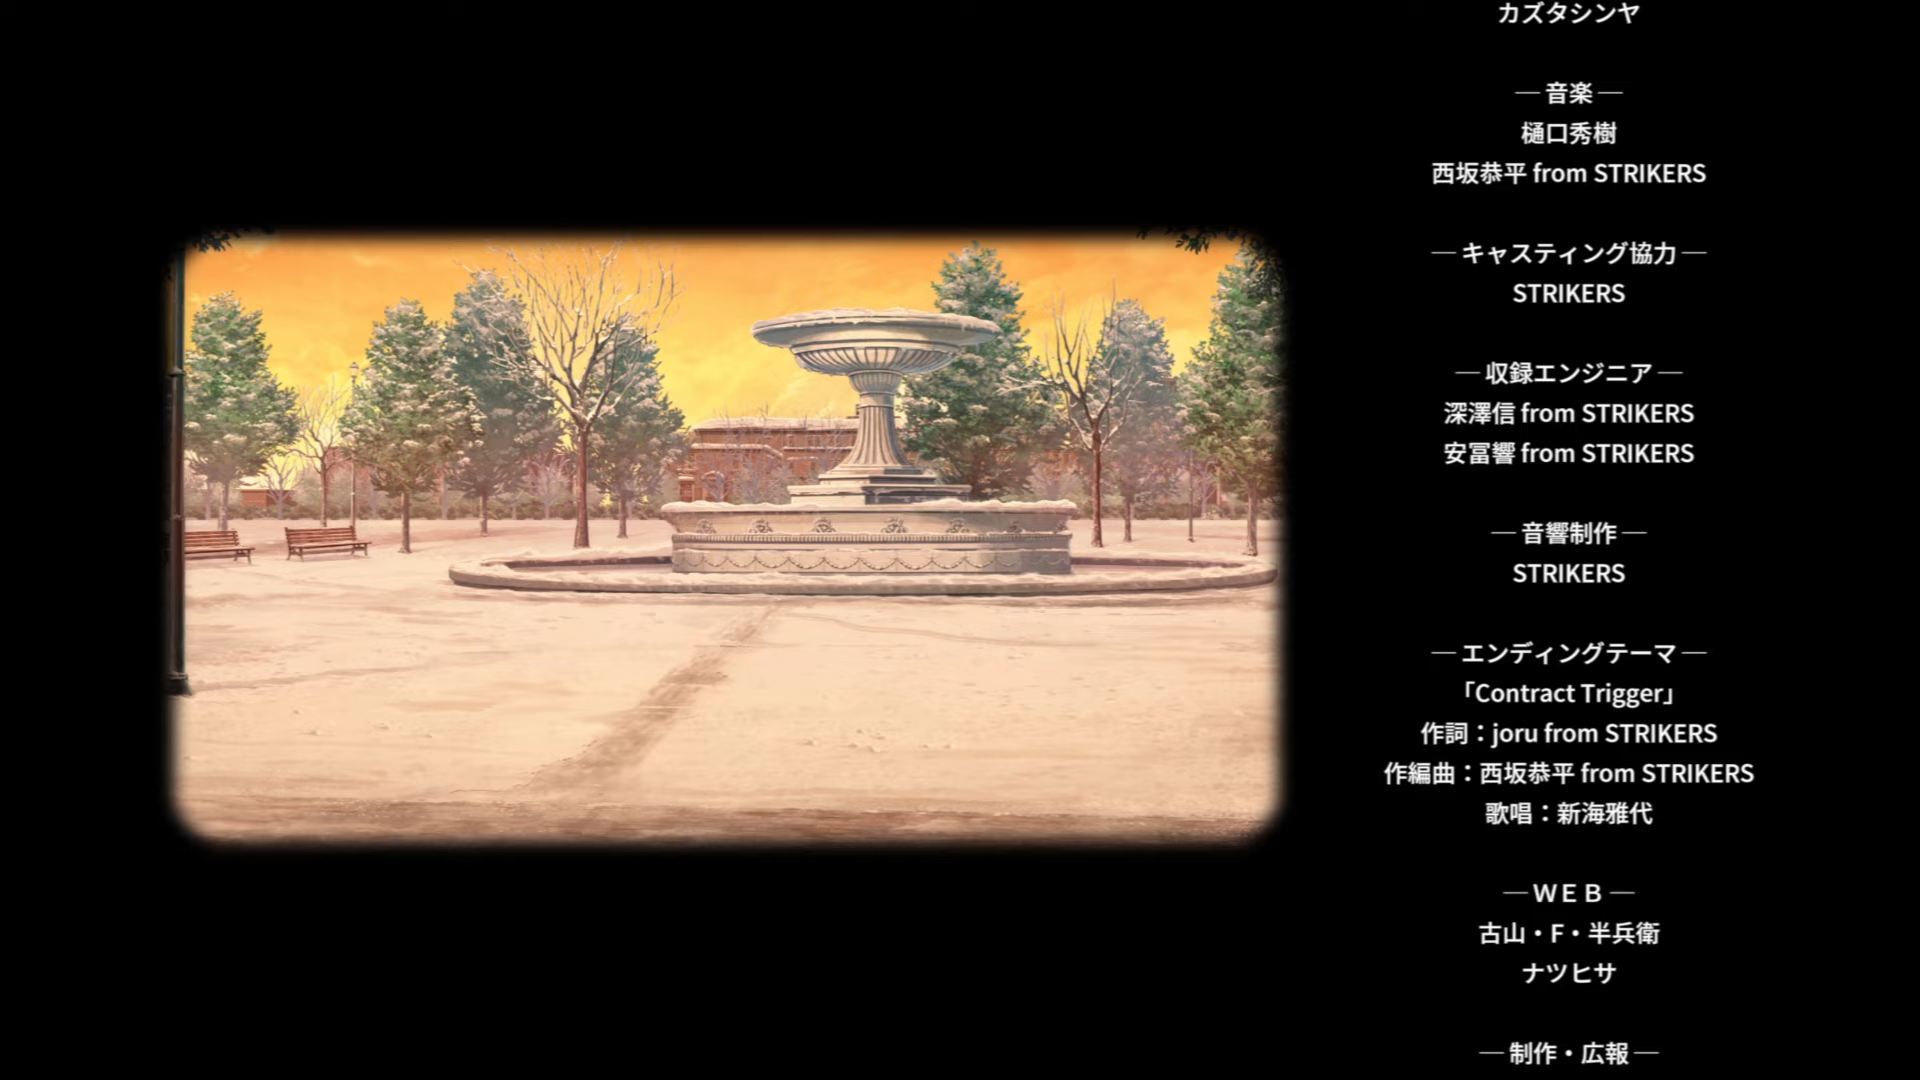 カズタシンヤ
― 音楽 ―
樋口秀樹
西坂恭平 from STRIKERS
― キャスティング協力 ―
STRIKERS
― 収録エンジニア ―
深澤信 from STRIKERS
安冨響 from STRIKERS
― 音響制作 ―
STRIKERS
― エンディングテーマ ―
「Contract Trigger」
作詞：joru from STRIKERS
作編曲：西坂恭平 from STRIKERS
歌唱：新海雅代
― ＷＥＢ ―
古山・F・半兵衛
ナツヒサ
― 制作・広報 ―